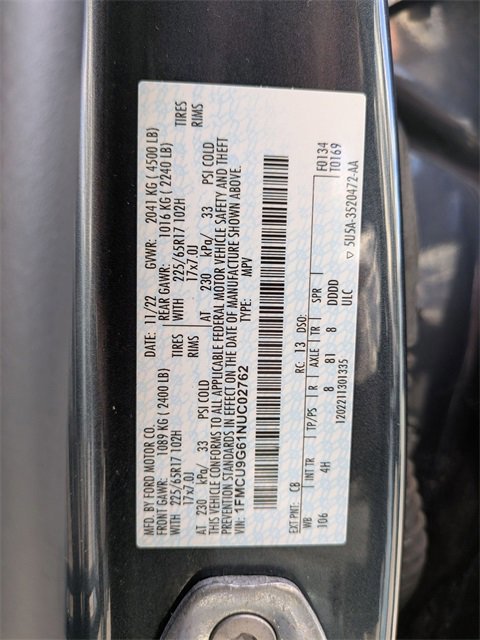 MFD. BY FORD MOTOR CO. DATE: 11/22 GVWR: 2041 KG ( 4500 LB)
FRONT GAWR: 1089 KG ( 2400 LB) REAR GAWR: 1016 KG ( 2240 LB)
WITH 225/65R17 102H TIRES WITH 225/65R17 102H TIRES
17x7.0J RIMS 17x7.0J RIMS
AT 230 kPa/ 33 PSI COLD AT 230 kPa/ 33 PSI COLD
THIS VEHICLE CONFORMS TO ALL APPLICABLE FEDERAL MOTOR VEHICLE SAFETY AND THEFT
PREVENTION STANDARDS IN EFFECT ON THE DATE OF MANUFACTURE SHOWN ABOVE.
VIN: 1FMCU9G61NUC02762 TYPE: MPV
EXT PNT: CB RC: 13 DSO: F0134
WB INT TR TP/PS R AXLE TR SPR T0169
106 4H 8 81 8 DDDD
1202211301335 ULC ▽ 5U5A-3520472-AA